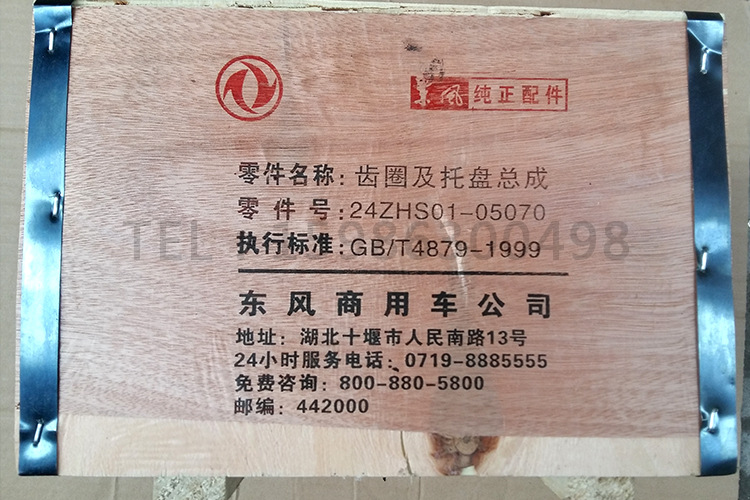 东风 纯正配件
零件名称：齿圈及托盘总成
零件号：24ZHS01-05070
执行标准：GB/T4879-1999
东风商用车公司
地址：湖北十堰市人民南路13号
24小时服务电话：0719-8885555
免费咨询：800-880-5800
邮编：442000